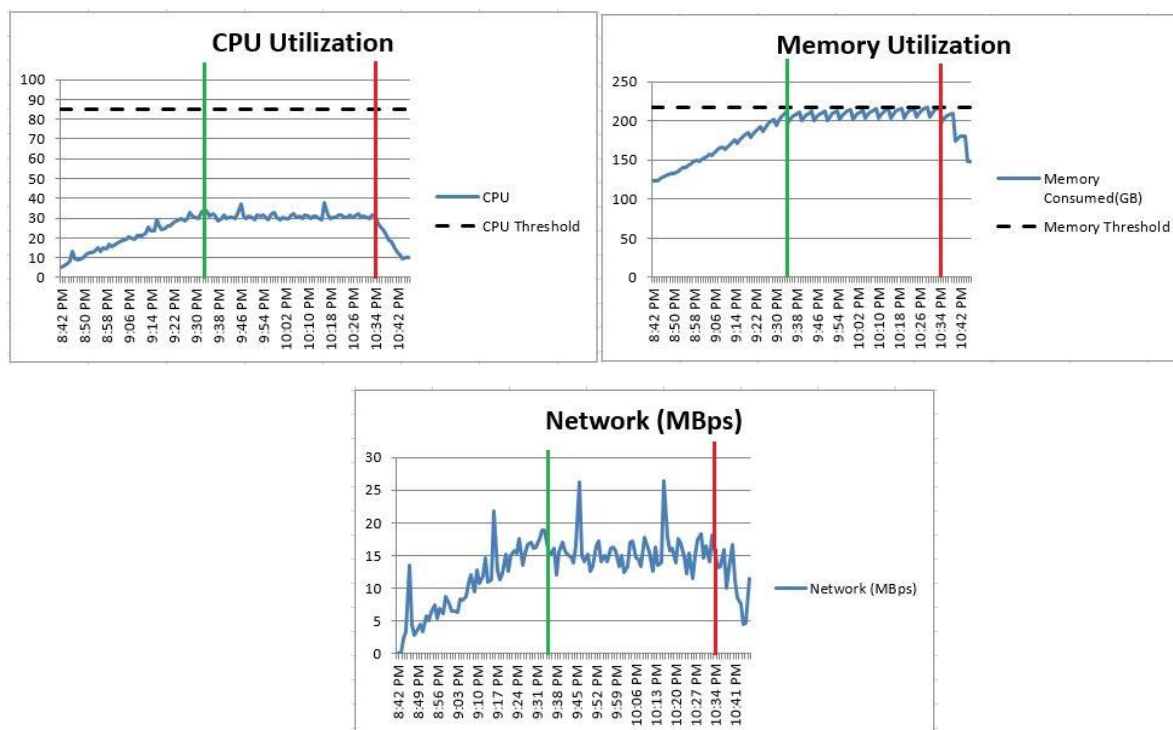 CPU Utilization
100
90
80
70
60
50
40
30
20
10
0
8:42 PM
8:50 PM
8:58 PM
9:06 PM
9:14 PM
9:22 PM
9:30 PM
9:38 PM
9:46 PM
9:54 PM
10:02 PM
10:10 PM
10:18 PM
10:26 PM
10:34 PM
10:42 PM
CPU
CPU Threshold
Memory Utilization
250
200
150
100
50
0
8:42 PM
8:50 PM
8:58 PM
9:06 PM
9:14 PM
9:22 PM
9:30 PM
9:38 PM
9:46 PM
9:54 PM
10:02 PM
10:10 PM
10:18 PM
10:26 PM
10:34 PM
10:42 PM
Memory
Consumed(GB)
Memory Threshold
Network (MBps)
30
25
20
15
10
5
0
8:42 PM
8:49 PM
8:56 PM
9:03 PM
9:10 PM
9:17 PM
9:24 PM
9:31 PM
9:38 PM
9:45 PM
9:52 PM
9:59 PM
10:06 PM
10:13 PM
10:20 PM
10:27 PM
10:34 PM
10:41 PM
Network (MBps)